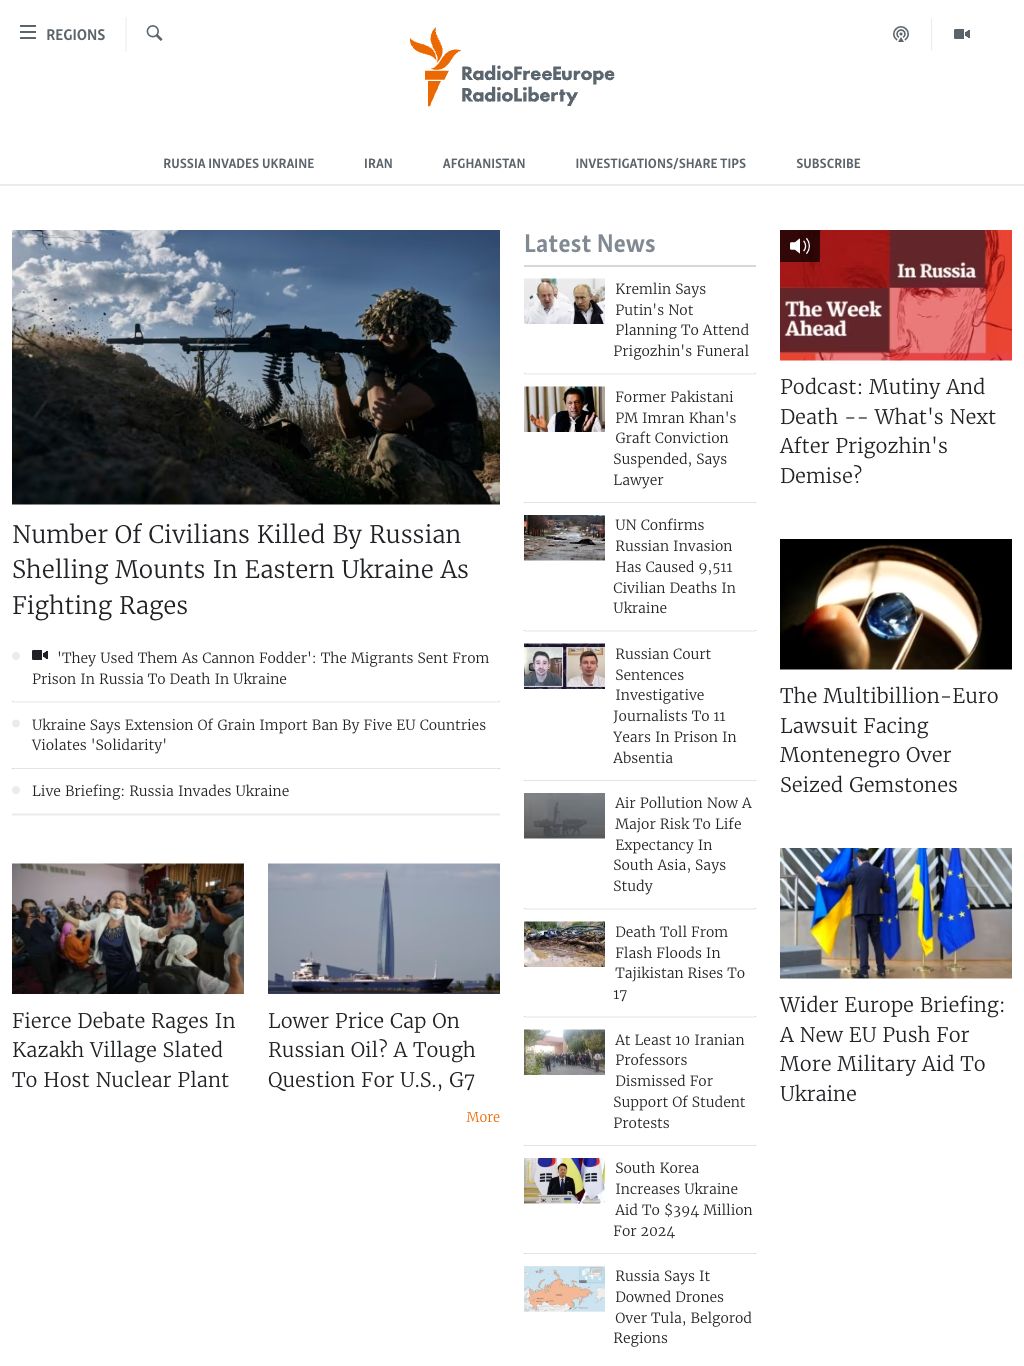 REGIONS
RadioFreeEurope
RadioLiberty
RUSSIA INVADES UKRAINE
IRAN
AFGHANISTAN
INVESTIGATIONS/SHARE TIPS
SUBSCRIBE
Number Of Civilians Killed By Russian
Shelling Mounts In Eastern Ukraine As
Fighting Rages
'They Used Them As Cannon Fodder': The Migrants Sent From
Prison In Russia To Death In Ukraine
Ukraine Says Extension Of Grain Import Ban By Five EU Countries
Violates 'Solidarity'
Live Briefing: Russia Invades Ukraine
Fierce Debate Rages In
Kazakh Village Slated
To Host Nuclear Plant
Lower Price Cap On
Russian Oil? A Tough
Question For U.S., G7
More
Latest News
Kremlin Says
Putin's Not
Planning To Attend
Prigozhin's Funeral
Former Pakistani
PM Imran Khan's
Graft Conviction
Suspended, Says
Lawyer
UN Confirms
Russian Invasion
Has Caused 9,511
Civilian Deaths In
Ukraine
Russian Court
Sentences
Investigative
Journalists To 11
Years In Prison In
Absentia
Air Pollution Now A
Major Risk To Life
Expectancy In
South Asia, Says
Study
Death Toll From
Flash Floods In
Tajikistan Rises To
17
At Least 10 Iranian
Professors
Dismissed For
Support Of Student
Protests
South Korea
Increases Ukraine
Aid To $394 Million
For 2024
Russia Says It
Downed Drones
Over Tula, Belgorod
Regions
In Russia
The Week
Ahead
Podcast: Mutiny And
Death -- What's Next
After Prigozhin's
Demise?
The Multibillion-Euro
Lawsuit Facing
Montenegro Over
Seized Gemstones
Wider Europe Briefing:
A New EU Push For
More Military Aid To
Ukraine